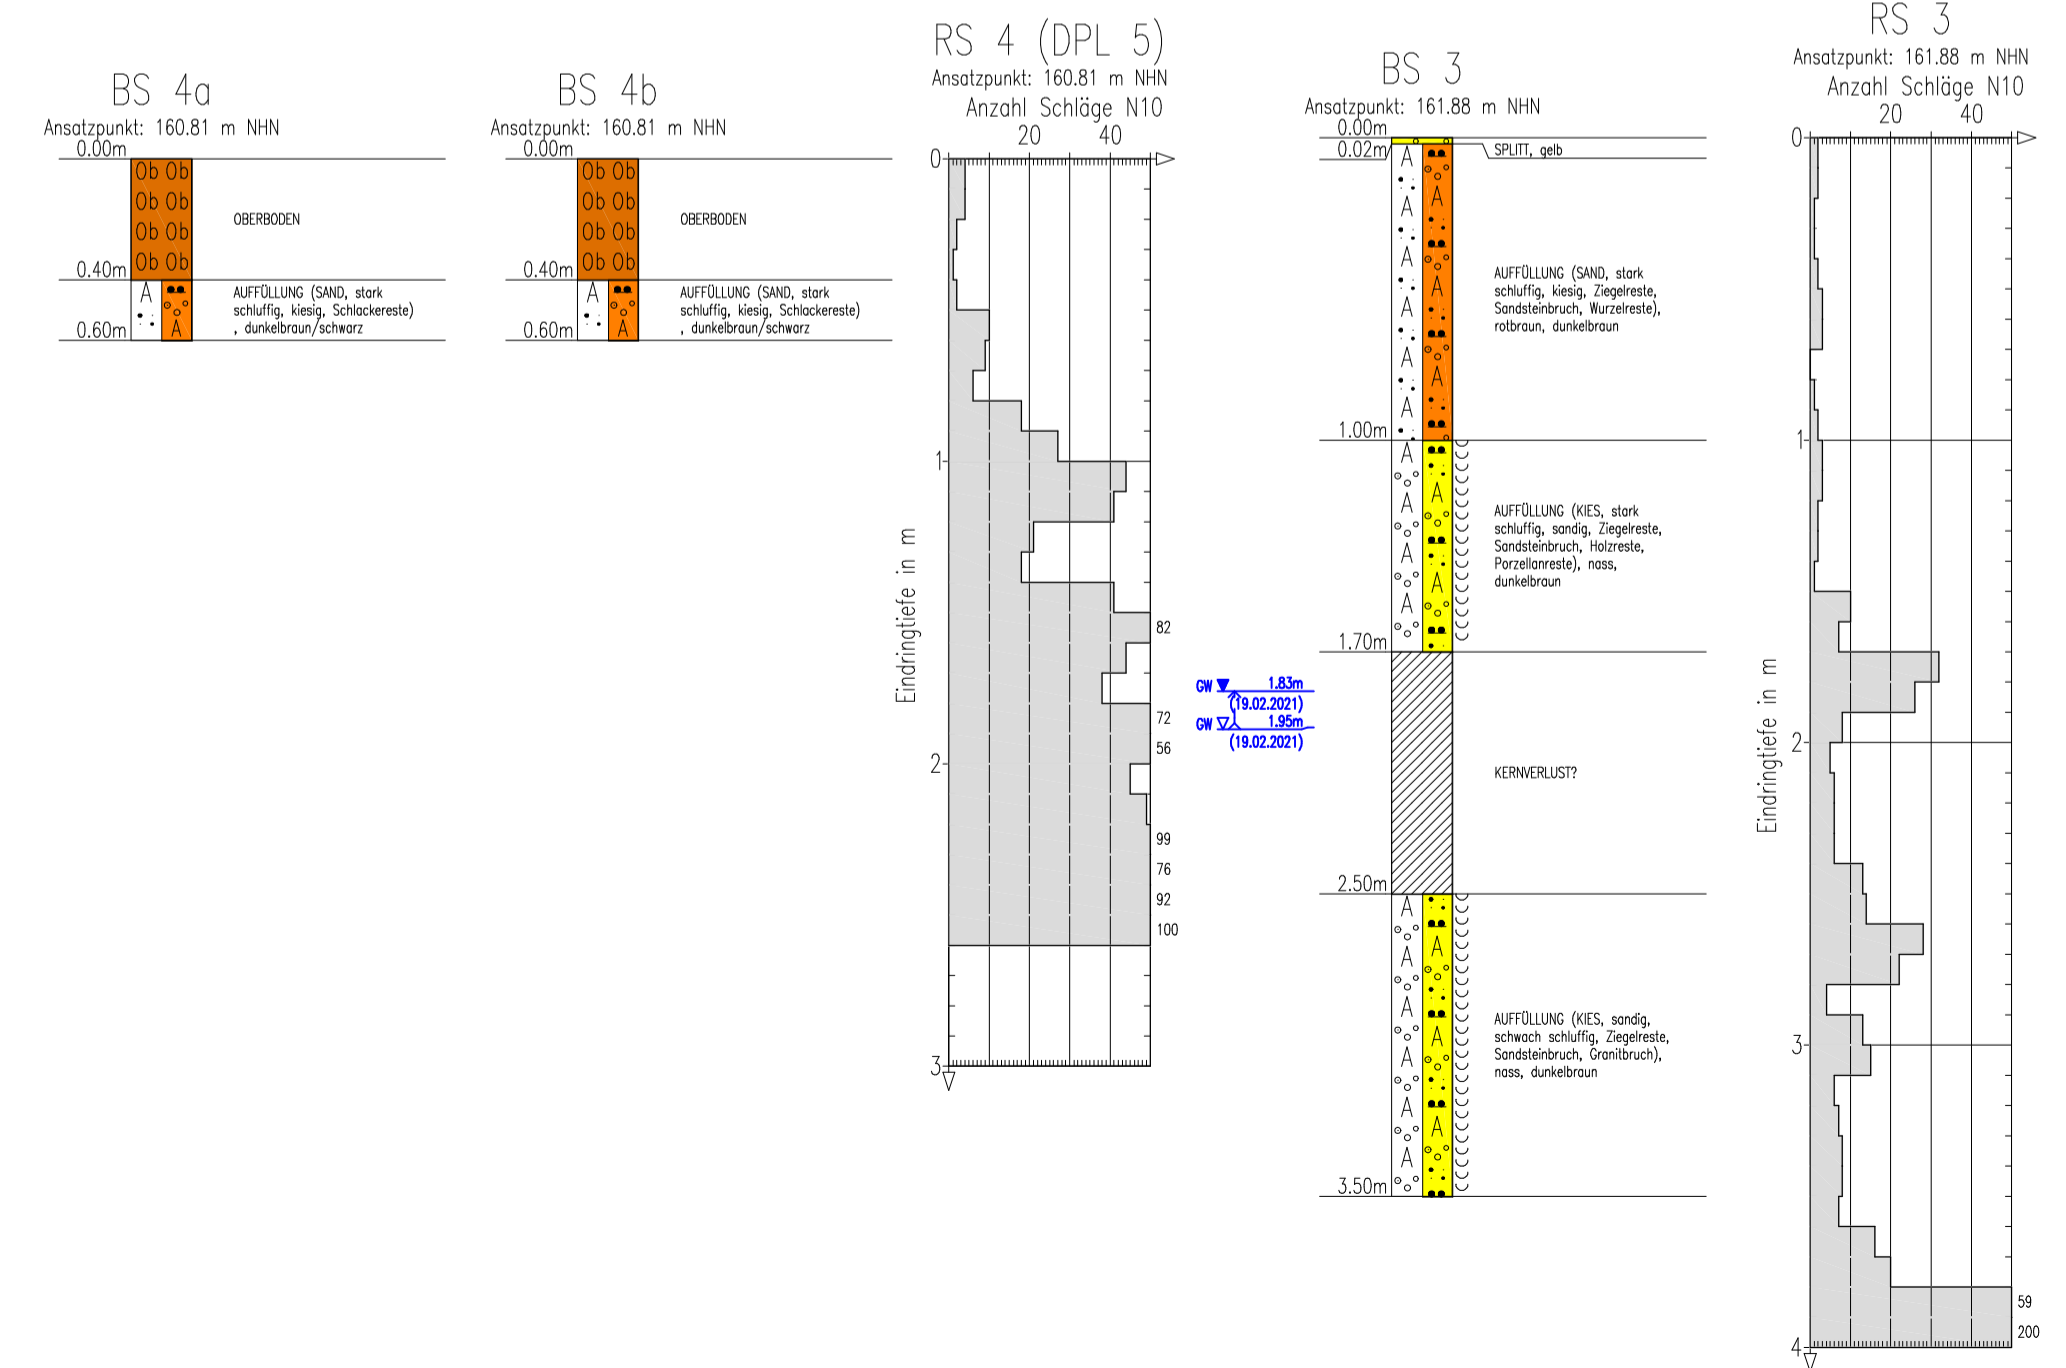 BS 4a
Ansatzpunkt: 160.81 m NHN
0.00m
Ob Ob
Ob Ob
Ob Ob
Ob Ob
OBERBODEN
0.40m
A
A
AUFFÜLLUNG (SAND, stark
schluffig, kiesig, Schlackereste)
, dunkelbraun/schwarz
0.60m
BS 4b
Ansatzpunkt: 160.81 m NHN
0.00m
Ob Ob
Ob Ob
Ob Ob
Ob Ob
OBERBODEN
0.40m
A
A
AUFFÜLLUNG (SAND, stark
schluffig, kiesig, Schlackereste)
, dunkelbraun/schwarz
0.60m
RS 4 (DPL 5)
Ansatzpunkt: 160.81 m NHN
Anzahl Schläge N10
20 40
0
1
2
3
Eindringtiefe in m
82
72
56
99
76
92
100
BS 3
Ansatzpunkt: 161.88 m NHN
0.00m
0.02m
SPLITT, gelb
A
A
A
A
A
A
A
A
A
AUFFÜLLUNG (SAND, stark
schluffig, kiesig, Ziegelreste,
Sandsteinbruch, Wurzelreste),
rotbraun, dunkelbraun
1.00m
A
A
A
A
A
A
AUFFÜLLUNG (KIES, stark
schluffig, sandig, Ziegelreste,
Sandsteinbruch, Holzreste,
Porzellanreste), nass,
dunkelbraun
1.70m
GW 1.83m
(19.02.2021)
GW 1.95m
(19.02.2021)
KERNVERLUST?
2.50m
A
A
A
A
A
A
A
A
A
AUFFÜLLUNG (KIES, sandig,
schwach schluffig, Ziegelreste,
Sandsteinbruch, Granitbruch),
nass, dunkelbraun
3.50m
RS 3
Ansatzpunkt: 161.88 m NHN
Anzahl Schläge N10
20 40
0
1
2
3
4
Eindringtiefe in m
59
200